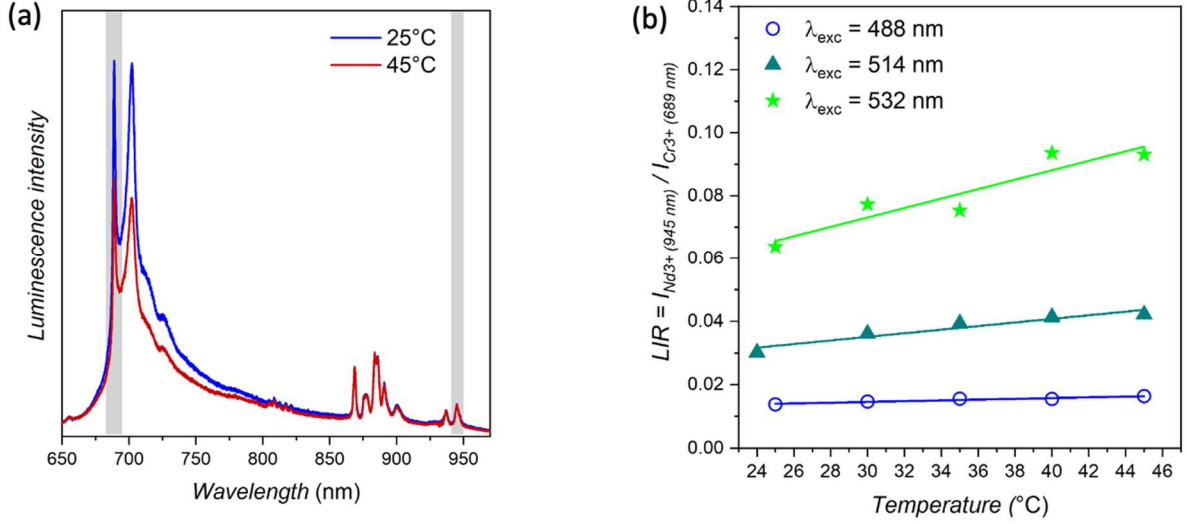 (a)
25°C
45°C
Luminescence intensity
650 700 750 800 850 900 950
Wavelength (nm)
(b)
λexc = 488 nm
λexc = 514 nm
λexc = 532 nm
LIR = I Nd3+ (945 nm) / I Cr3+ (689 nm)
0.14
0.12
0.10
0.08
0.06
0.04
0.02
0.00
24 26 28 30 32 34 36 38 40 42 44 46
Temperature (°C)